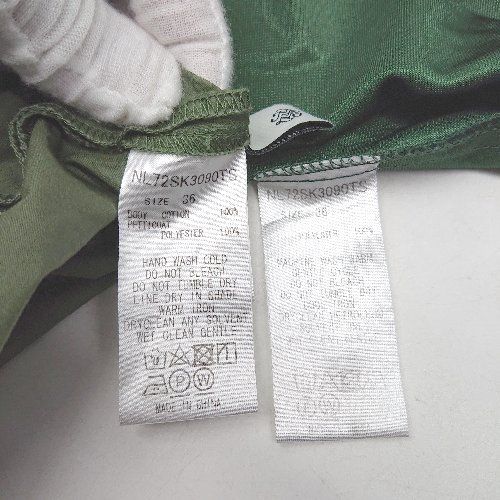 NL72SK3090TS
SIZE 36
BODY COTTON 100%
PETTICOAT
POLYESTER 100%
HAND WASH COLD
DO NOT BLEACH
DO NOT TUMBLE DRY
LINE DRY IN SHADE
WARM IRON
DRYCLEAN ANY SOLVENT
WET CLEAN GENTLE
P W
MADE IN CHINA
NL72SK3090TS
SIZE 36
100%
MACHINE WASH WARM
GENTLE CYCLE
DO NOT BLEACH